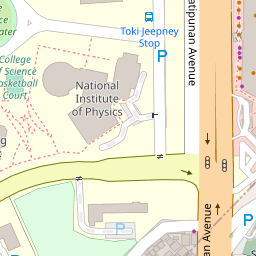 Toki Jeepney
Stop
P
College
of Science
Basketball
Court
National
Institute
of Physics
Avenue
P
P
Avenue